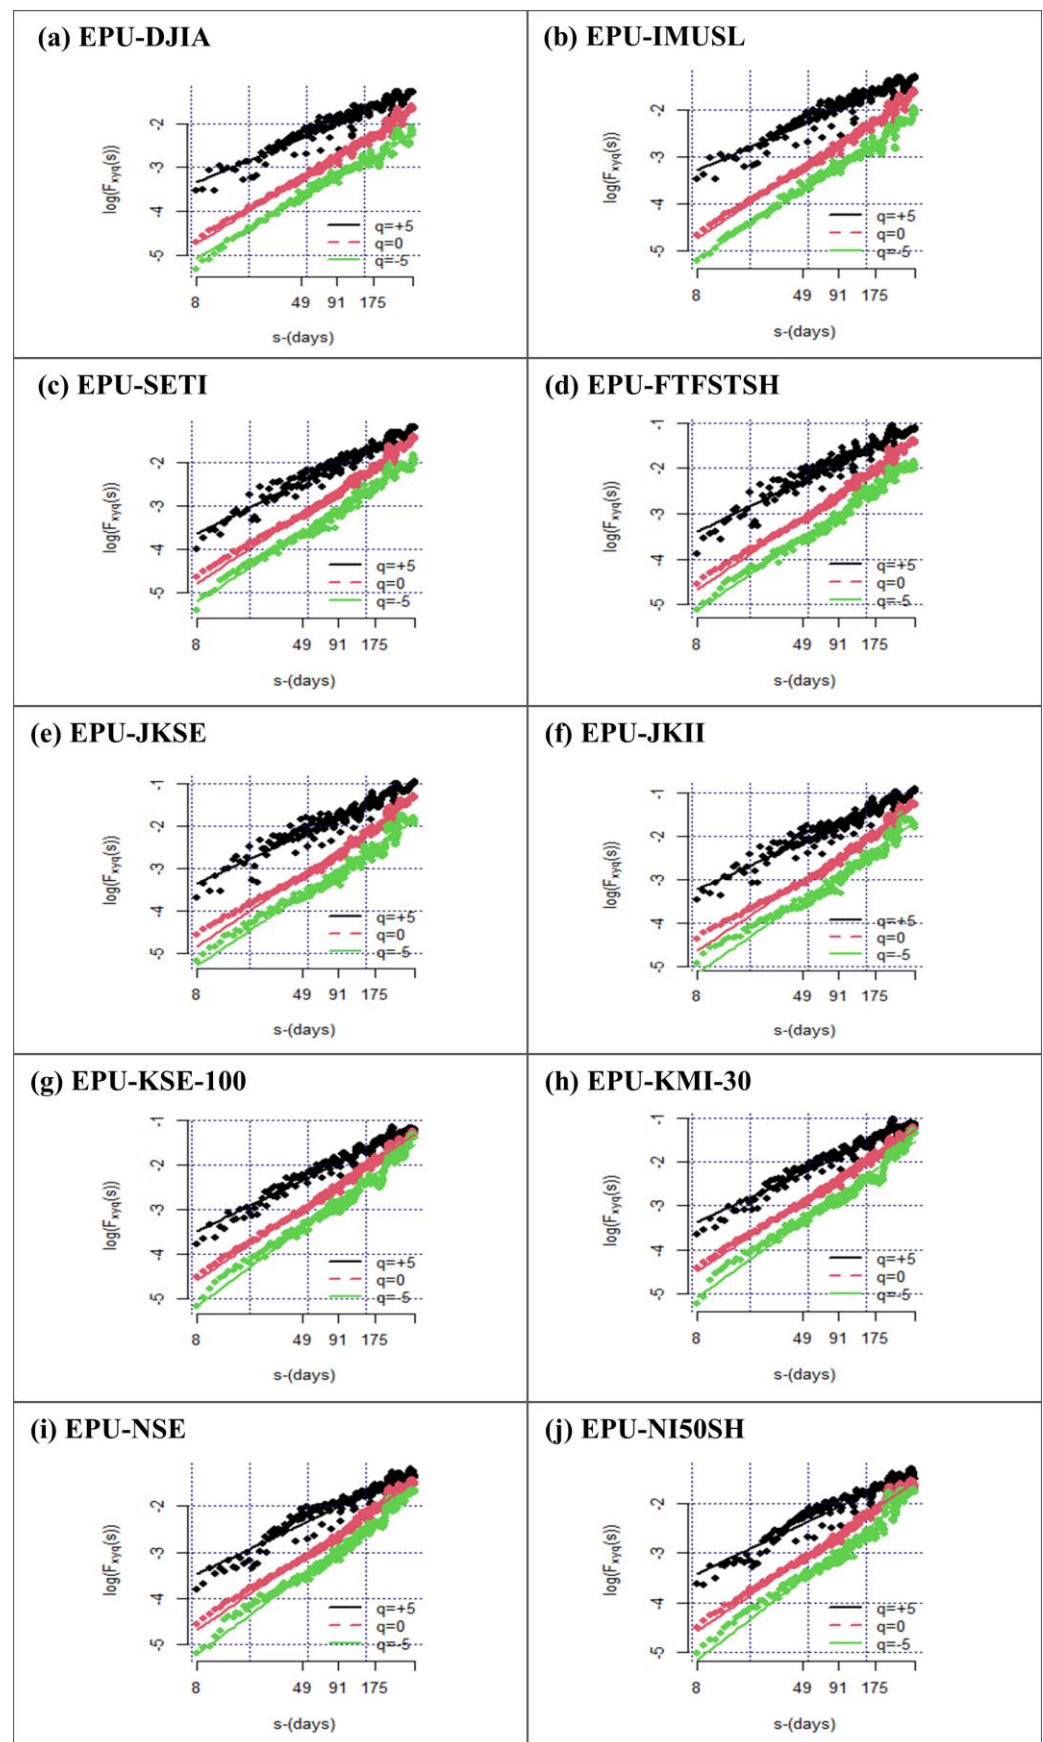 (a) EPU-DJIA
log(Fxyq(s))
-2
-3
-4
-5
q=+5
q=0
q=-5
8 49 91 175
s-(days)
(b) EPU-IMUSL
log(Fxyq(s))
-2
-3
-4
-5
q=+5
q=0
q=-5
8 49 91 175
s-(days)
(c) EPU-SETI
log(Fxyq(s))
-2
-3
-4
-5
q=+5
q=0
q=-5
8 49 91 175
s-(days)
(d) EPU-FTFSTSH
log(Fxyq(s))
-1
-2
-3
-4
-5
q=+5
q=0
q=-5
8 49 91 175
s-(days)
(e) EPU-JKSE
log(Fxyq(s))
-1
-2
-3
-4
-5
q=+5
q=0
q=-5
8 49 91 175
s-(days)
(f) EPU-JKII
log(Fxyq(s))
-1
-2
-3
-4
-5
q=+5
q=0
q=-5
8 49 91 175
s-(days)
(g) EPU-KSE-100
log(Fxyq(s))
-1
-2
-3
-4
-5
q=+5
q=0
q=-5
8 49 91 175
s-(days)
(h) EPU-KMI-30
log(Fxyq(s))
-1
-2
-3
-4
-5
q=+5
q=0
q=-5
8 49 91 175
s-(days)
(i) EPU-NSE
log(Fxyq(s))
-2
-3
-4
-5
q=+5
q=0
q=-5
8 49 91 175
s-(days)
(j) EPU-NI50SH
log(Fxyq(s))
-2
-3
-4
-5
q=+5
q=0
q=-5
8 49 91 175
s-(days)